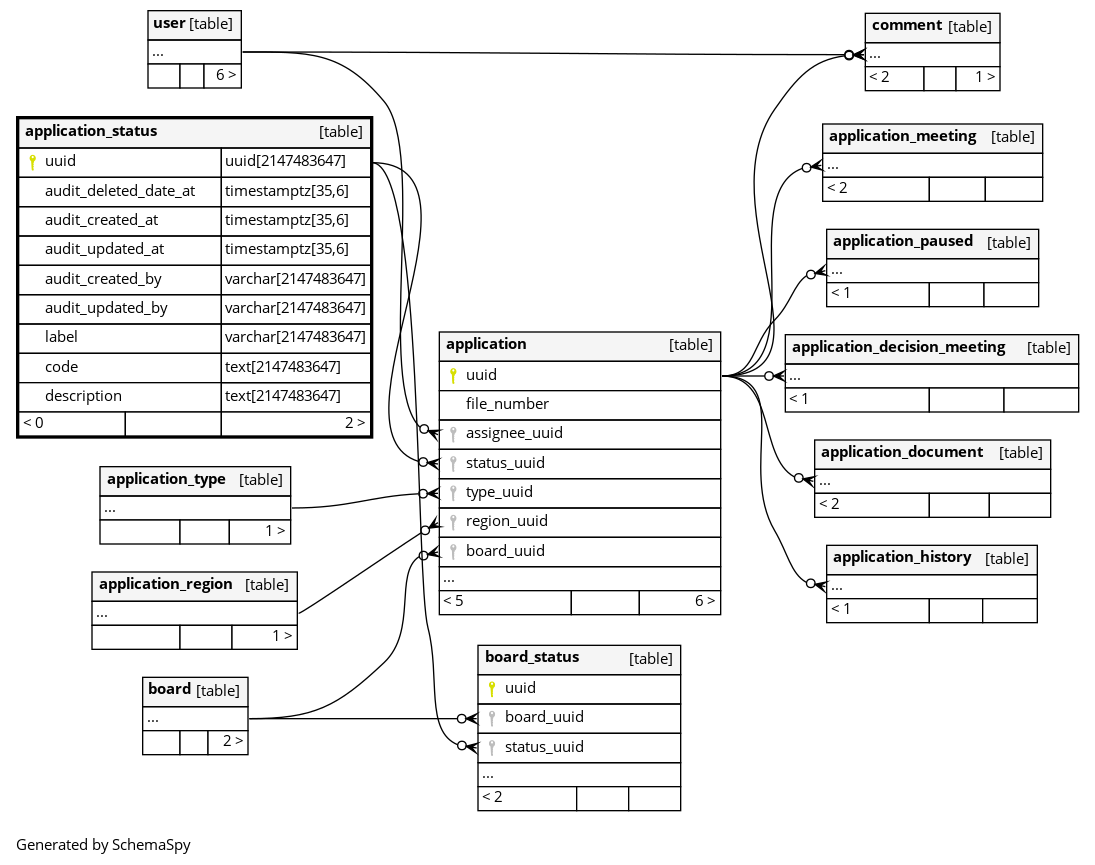 user [table]
...
6 >
application_status [table]
uuid uuid[2147483647]
audit_deleted_date_at timestamptz[35,6]
audit_created_at timestamptz[35,6]
audit_updated_at timestamptz[35,6]
audit_created_by varchar[2147483647]
audit_updated_by varchar[2147483647]
label varchar[2147483647]
code text[2147483647]
description text[2147483647]
< 0 2 >
application_type [table]
...
1 >
application_region [table]
...
1 >
board [table]
...
2 >
application [table]
uuid
file_number
assignee_uuid
status_uuid
type_uuid
region_uuid
board_uuid
...
< 5 6 >
board_status [table]
uuid
board_uuid
status_uuid
...
< 2
comment [table]
...
< 2 1 >
application_meeting [table]
...
< 2
application_paused [table]
...
< 1
application_decision_meeting [table]
...
< 1
application_document [table]
...
< 2
application_history [table]
...
< 1
Generated by SchemaSpy